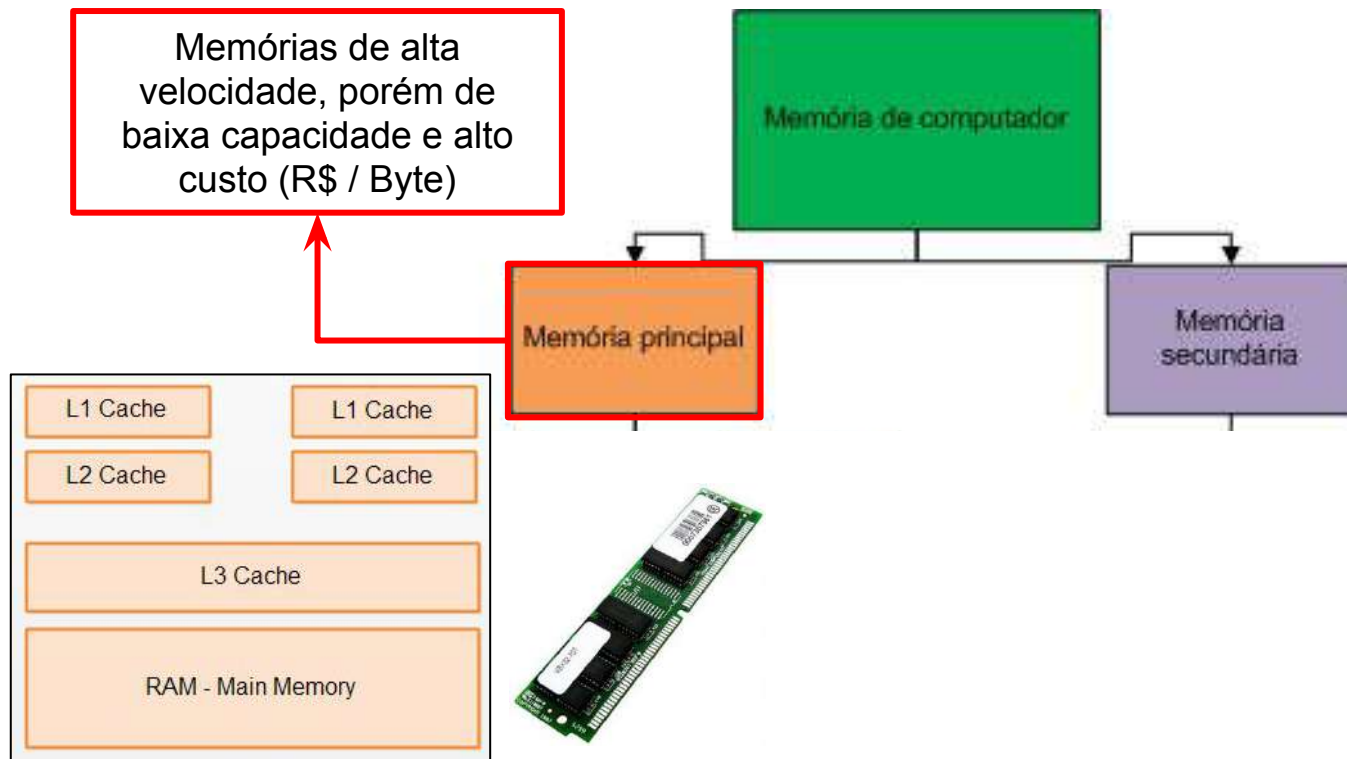 Memórias de alta
velocidade, porém de
baixa capacidade e alto
custo (R$ / Byte)
Memória de computador
Memória principal
Memória
secundária
L1 Cache
L1 Cache
L2 Cache
L2 Cache
L3 Cache
RAM - Main Memory